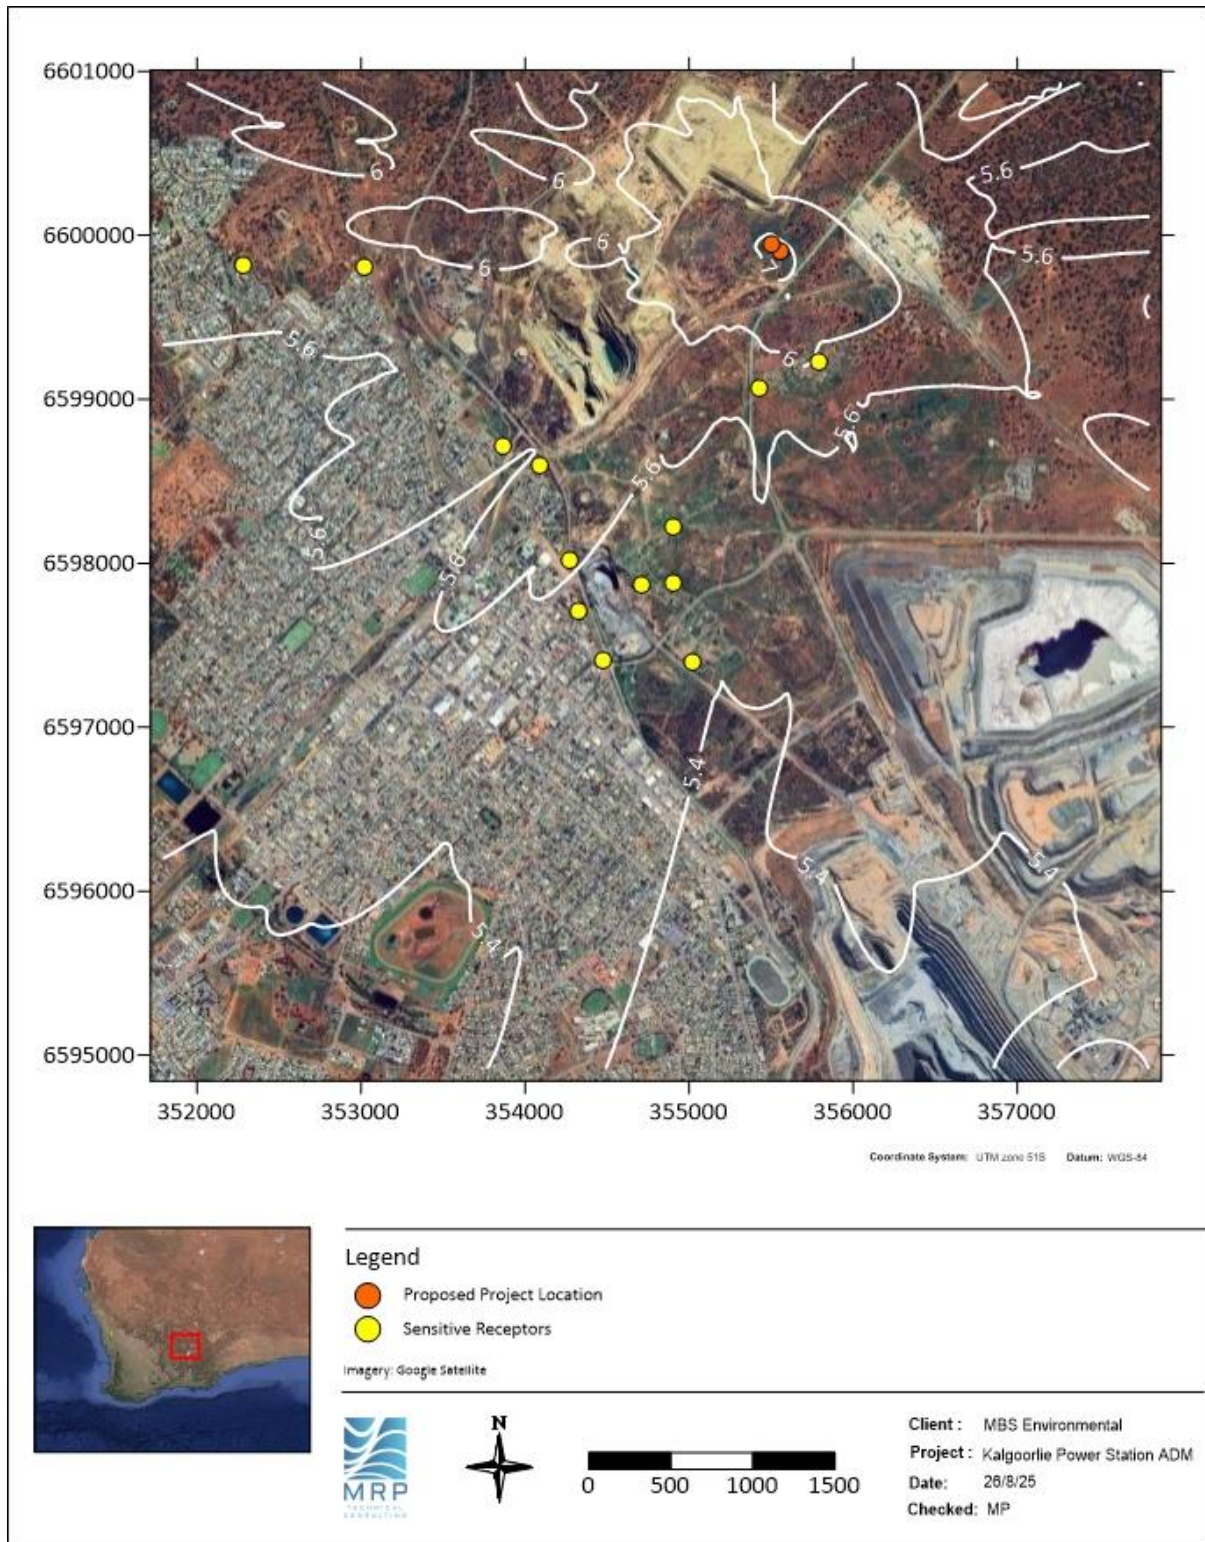 6601000
6600000
6599000
6598000
6597000
6596000
6595000
6
6
6
6
7
5.6
5.6
5.6
6
5.6
5.6
5.6
5.6
5.4
5.4
5.4
5.4
352000 353000 354000 355000 356000 357000
Coordinate System: UTM zone 51S Datum: WGS-84
Legend
Proposed Project Location
Sensitive Receptors
Imagery: Google Satellite
MRP
TECHNICAL
CONSULTING
N
0 500 1000 1500
Client : MBS Environmental
Project : Kalgoorlie Power Station ADM
Date: 26/8/25
Checked: MP